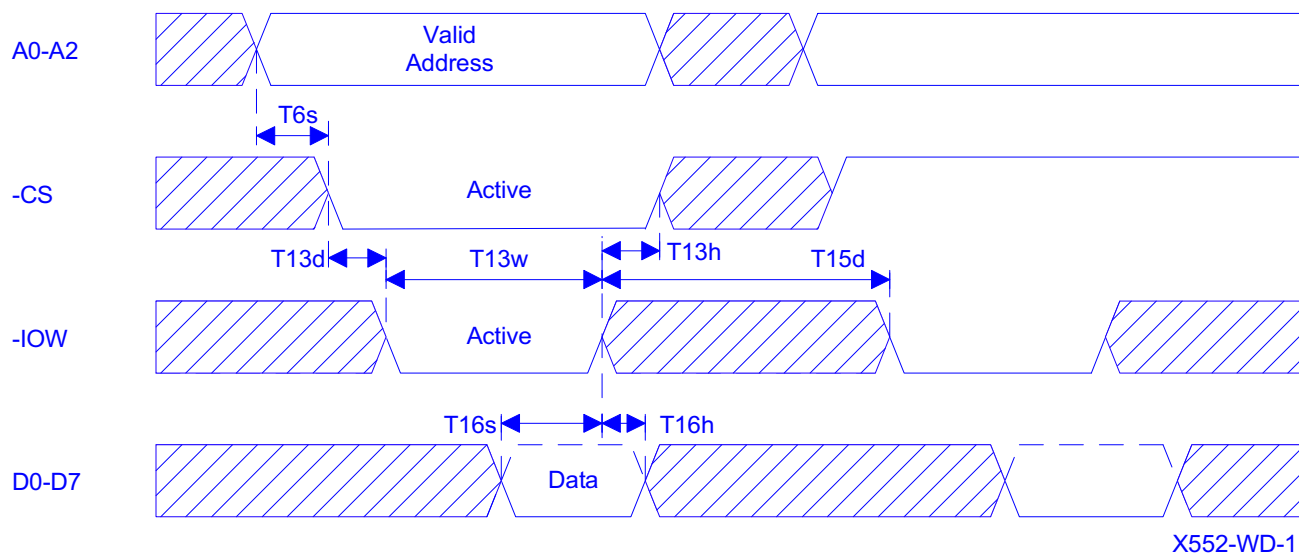 A0-A2
Valid
Address
T6s
-CS
Active
T13d
T13w
T13h
T15d
-IOW
Active
T16s
T16h
D0-D7
Data
X552-WD-1